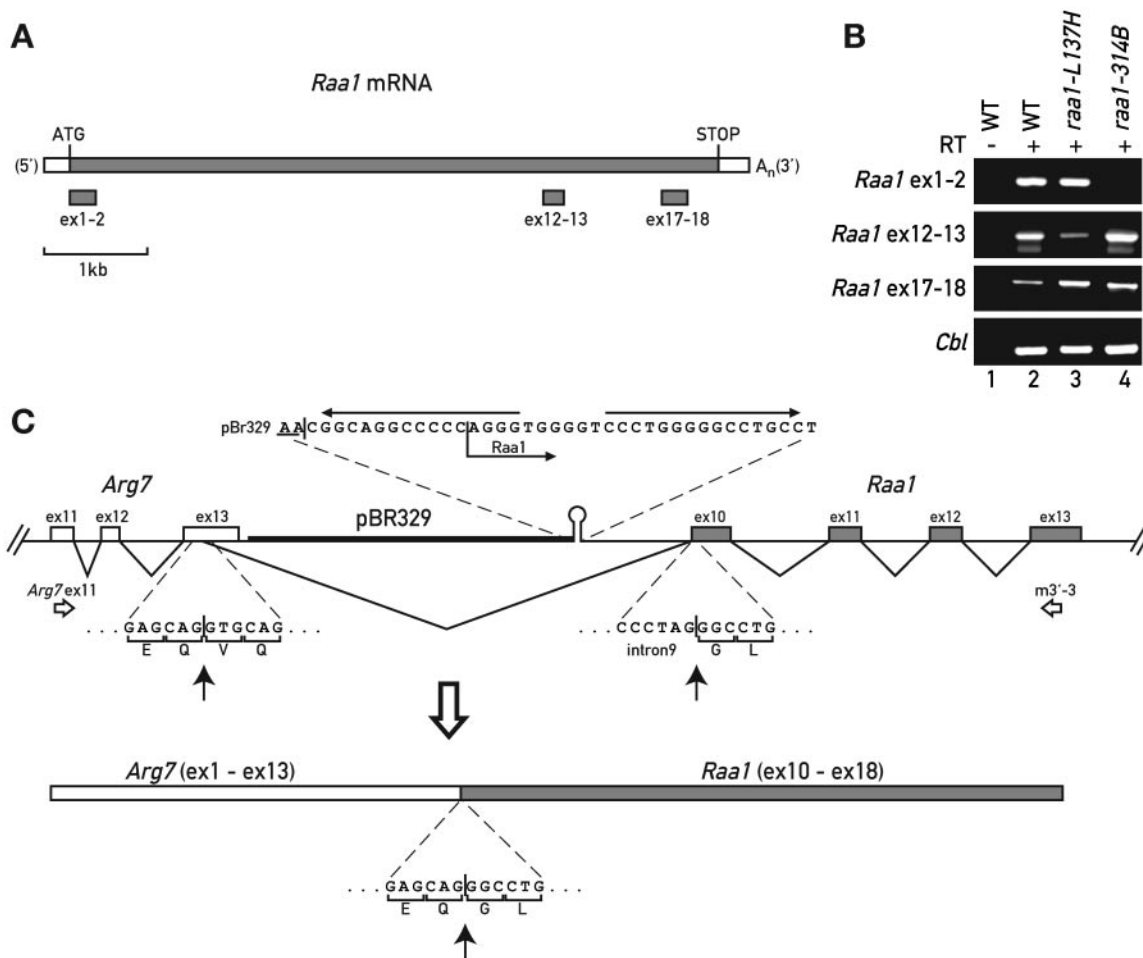 A
Raa1 mRNA
ATG STOP
(5') An(3')
ex1-2 ex12-13 ex17-18
1kb
B
WT WT raa1-L137H raa1-314B
RT - + + +
Raa1 ex1-2
Raa1 ex12-13
Raa1 ex17-18
Cbl
1 2 3 4
C
pBr329 AACGGCAGGCCCCCAGGGTGGGGTCCCTGGGGGCCTGCCT
Raa1
Arg7 Raa1
ex11 ex12 ex13 pBR329 ex10 ex11 ex12 ex13
Arg7 ex11 m3'-3
...GAGCAGGTGCAG... ...CCCTAGGGCCTG...
E Q V Q intron9 G L
Arg7 (ex1 - ex13) Raa1 (ex10 - ex18)
...GAGCAGGGCCTG...
E Q G L